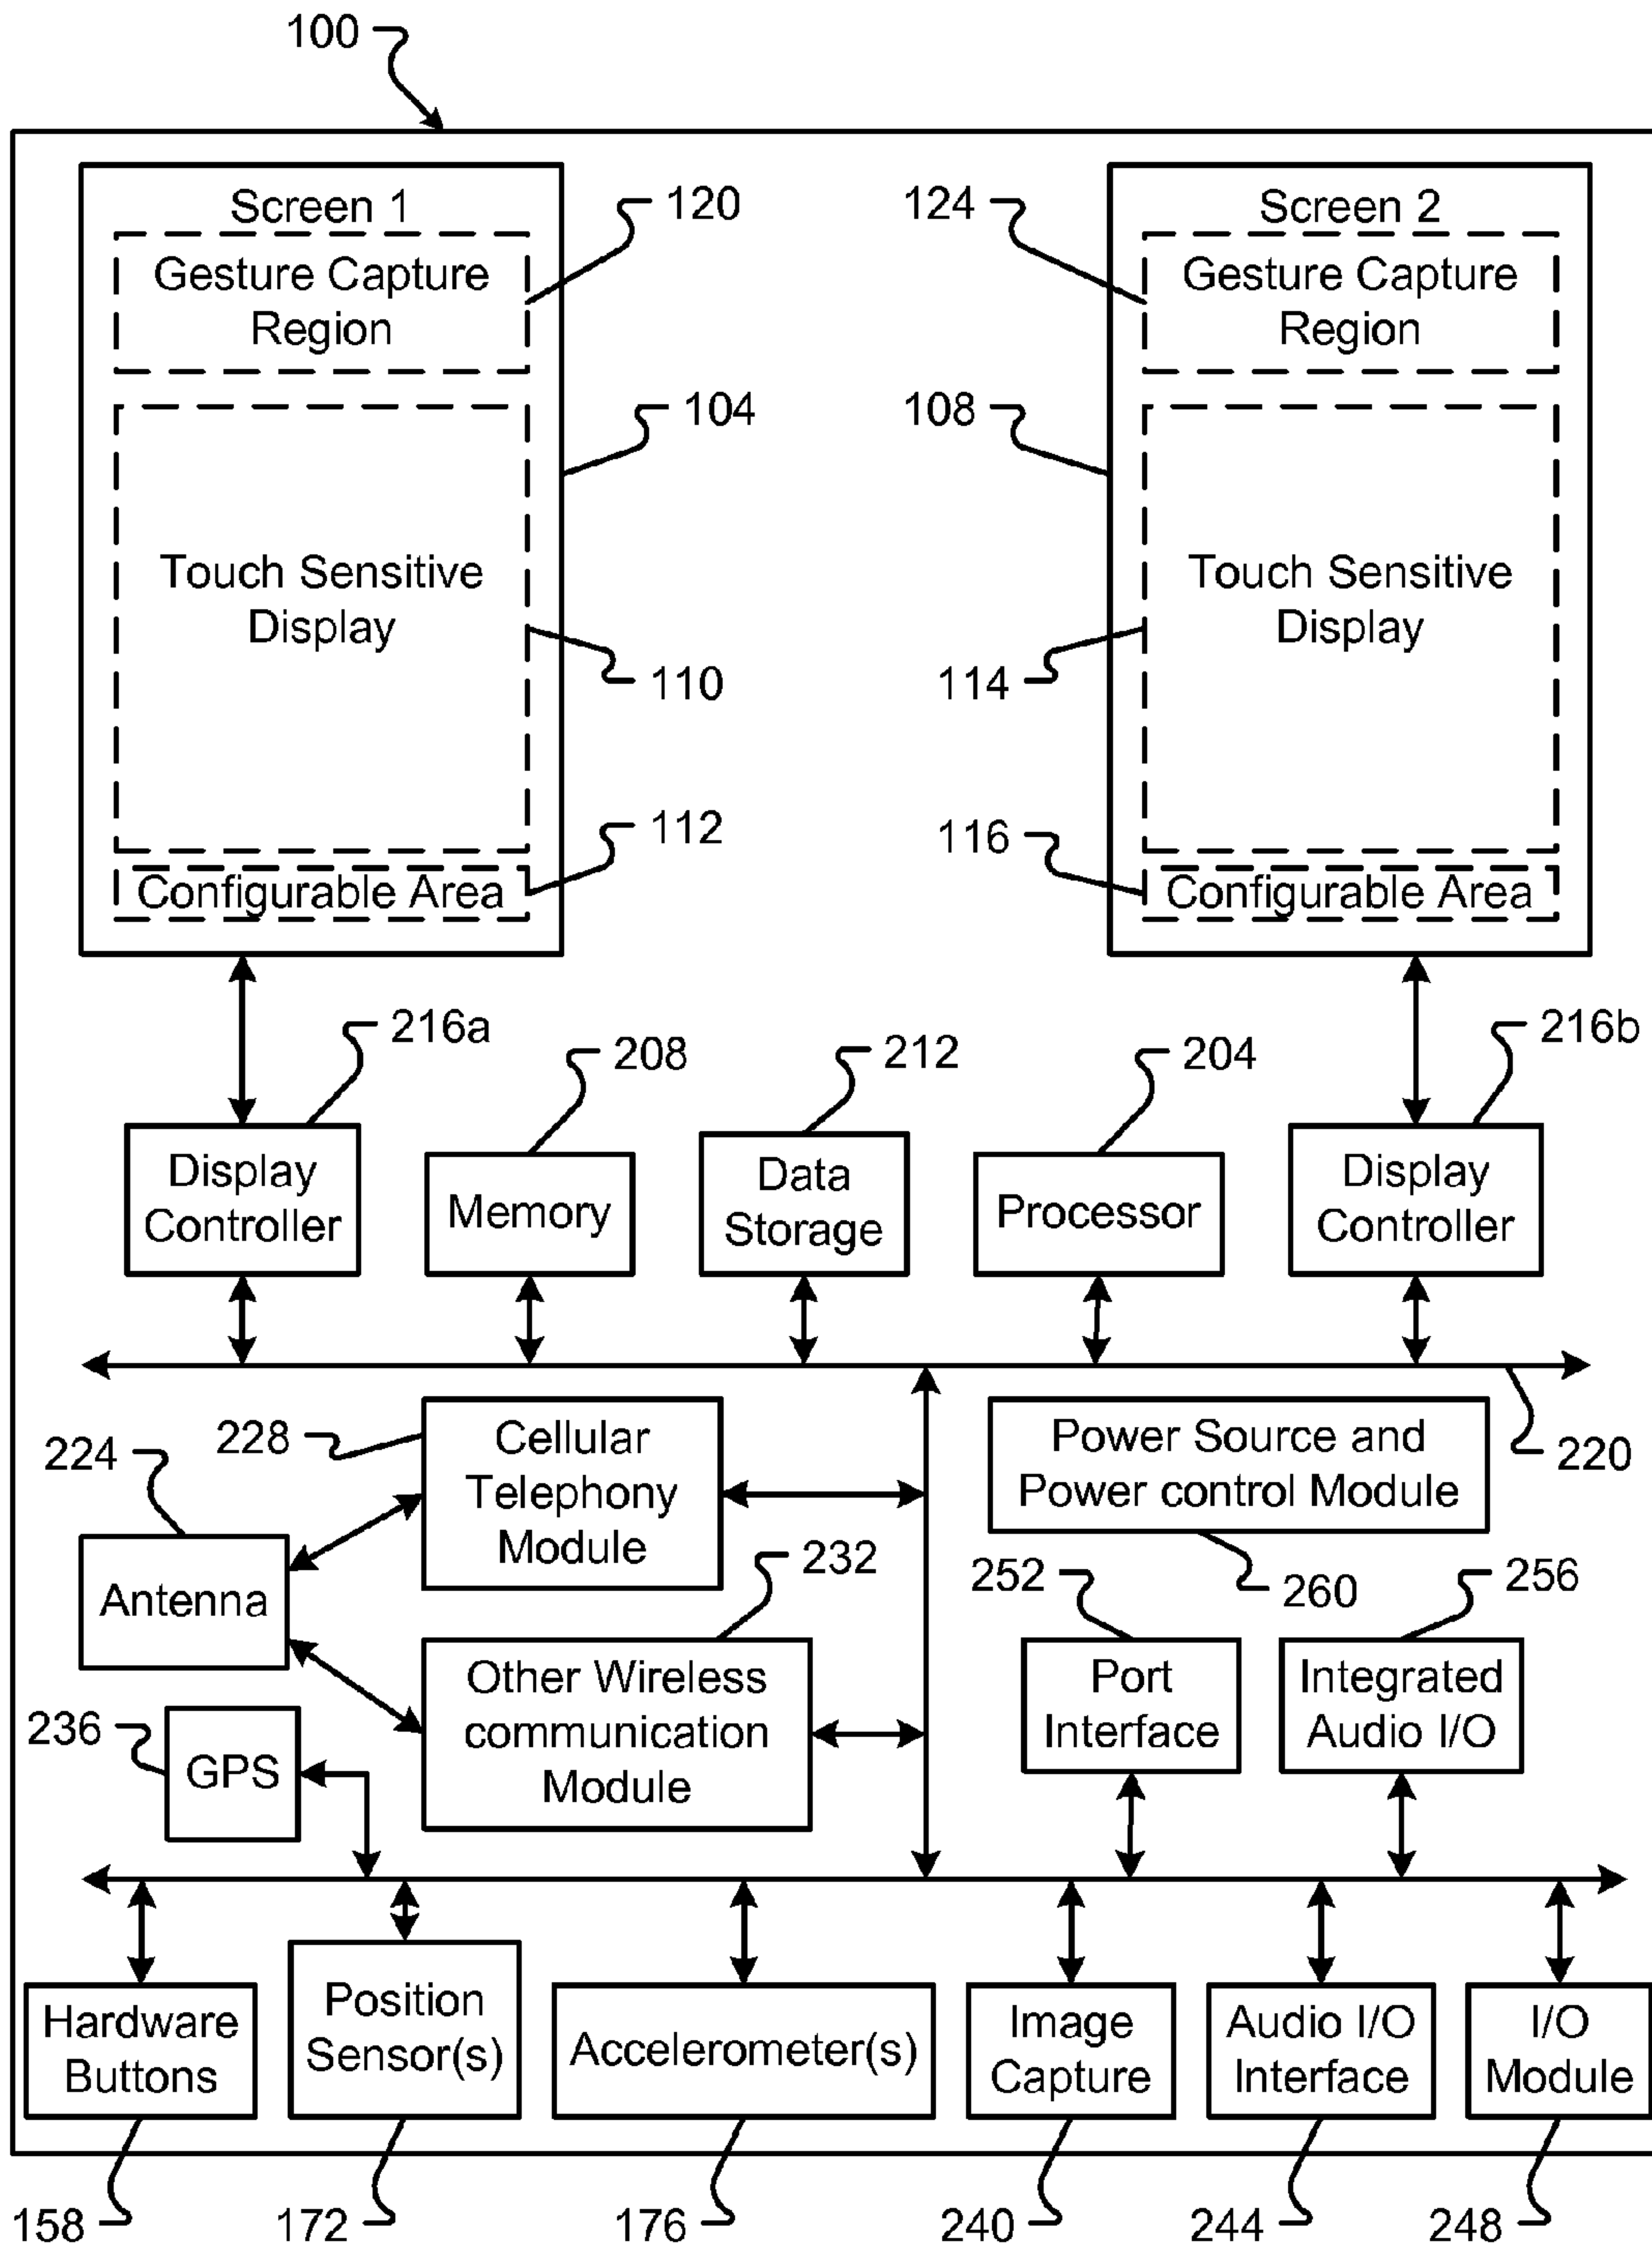 100
Screen 1
120
124
Screen 2
Gesture Capture
Region
Gesture Capture
Region
104
108
Touch Sensitive
Display
Touch Sensitive
Display
110
114
112
116
Configurable Area
Configurable Area
216a
208
212
204
216b
Display
Controller
Memory
Data
Storage
Processor
Display
Controller
228
Cellular
Telephony
Module
Power Source and
Power control Module
220
224
232
252
260
256
Antenna
Other Wireless
communication
Module
Port
Interface
Integrated
Audio I/O
236
GPS
Hardware
Buttons
Position
Sensor(s)
Accelerometer(s)
Image
Capture
Audio I/O
Interface
I/O
Module
158
172
176
240
244
248